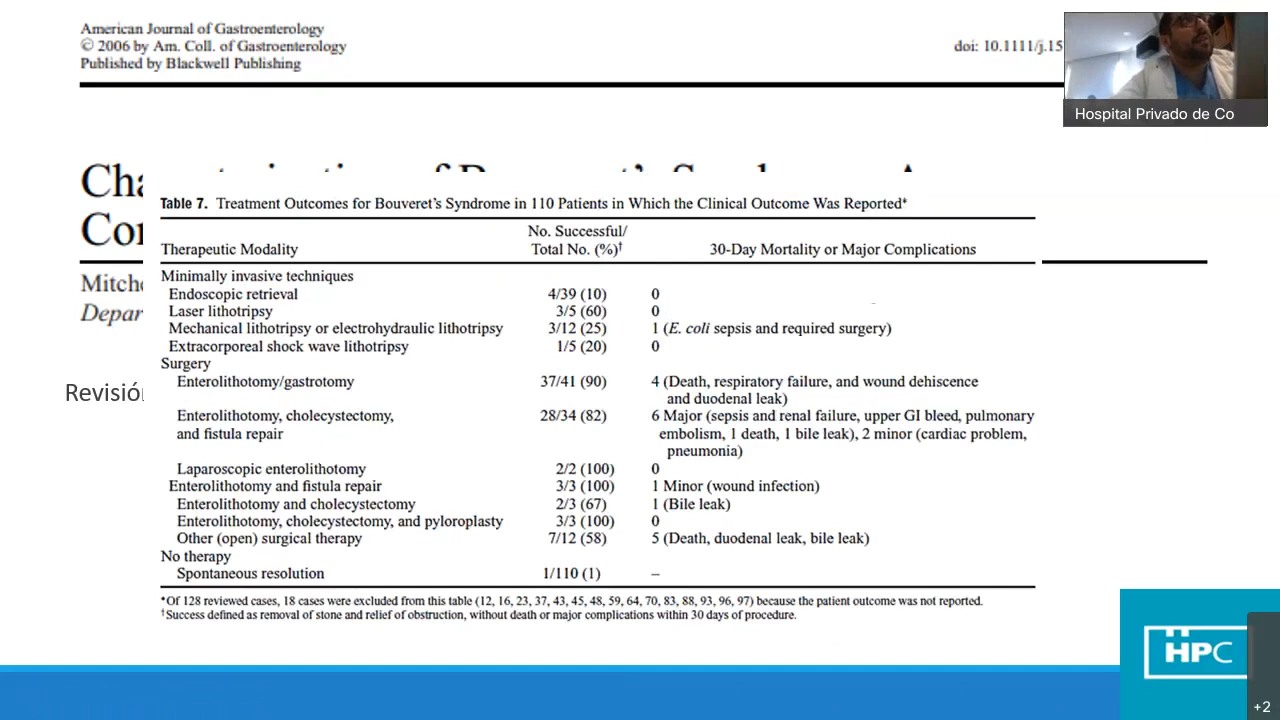 American Journal of Gastroenterology
© 2006 by Am. Coll. of Gastroenterology
Published by Blackwell Publishing
doi: 10.1111/j.15
Hospital Privado de Co
Table 7. Treatment Outcomes for Bouveret's Syndrome in 110 Patients in Which the Clinical Outcome Was Reported*
No. Successful/
Therapeutic Modality Total No. (%)† 30-Day Mortality or Major Complications
Minimally invasive techniques
Endoscopic retrieval 4/39 (10) 0
Laser lithotripsy 3/5 (60) 0
Mechanical lithotripsy or electrohydraulic lithotripsy 3/12 (25) 1 (E. coli sepsis and required surgery)
Extracorporeal shock wave lithotripsy 1/5 (20) 0
Surgery
Enterolithotomy/gastrotomy 37/41 (90) 4 (Death, respiratory failure, and wound dehiscence
and duodenal leak)
Enterolithotomy, cholecystectomy, 28/34 (82) 6 Major (sepsis and renal failure, upper GI bleed, pulmonary
and fistula repair embolism, 1 death, 1 bile leak), 2 minor (cardiac problem,
pneumonia)
Laparoscopic enterolithotomy 2/2 (100) 0
Enterolithotomy and fistula repair 3/3 (100) 1 Minor (wound infection)
Enterolithotomy and cholecystectomy 2/3 (67) 1 (Bile leak)
Enterolithotomy, cholecystectomy, and pyloroplasty 3/3 (100) 0
Other (open) surgical therapy 7/12 (58) 5 (Death, duodenal leak, bile leak)
No therapy
Spontaneous resolution 1/110 (1) –
*Of 128 reviewed cases, 18 cases were excluded from this table (12, 16, 23, 37, 43, 45, 48, 59, 64, 70, 83, 88, 93, 96, 97) because the patient outcome was not reported.
†Success defined as removal of stone and relief of obstruction, without death or major complications within 30 days of procedure.
HPC
+2